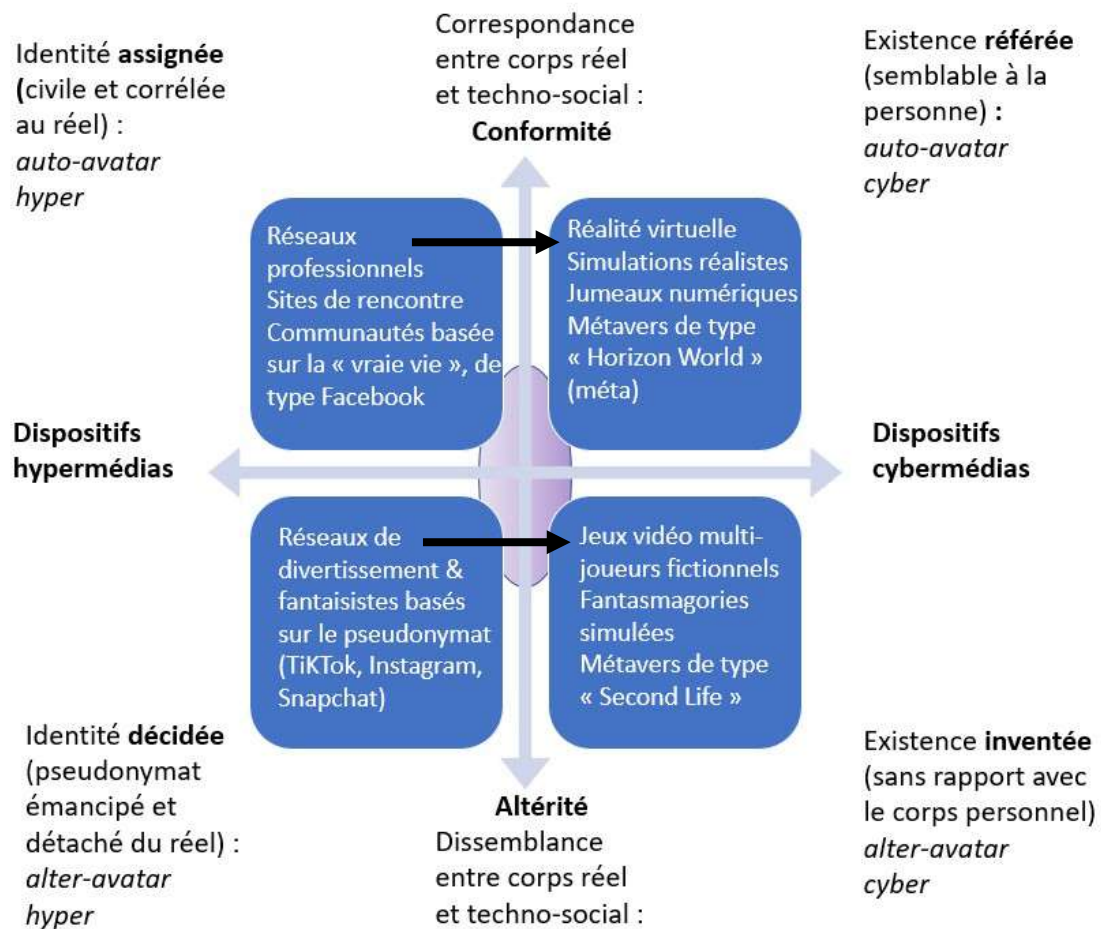 Identité assignée
(civile et corrélée
au réel) :
auto-avatar
hyper
Correspondance
entre corps réel
et techno-social :
Conformité
Existence référée
(semblable à la
personne) :
auto-avatar
cyber
Réseaux
professionnels
Sites de rencontre
Communautés basée
sur la « vraie vie », de
type Facebook
Réalité virtuelle
Simulations réalistes
Jumeaux numériques
Métavers de type
« Horizon World »
(méta)
Dispositifs
hypermédias
Dispositifs
cybermédias
Réseaux de
divertissement &
fantaisistes basés
sur le pseudonymat
(TiKTok, Instagram,
Snapchat)
Jeux vidéo multi-
joueurs fictionnels
Fantasmagories
simulées
Métavers de type
« Second Life »
Identité décidée
(pseudonymat
émancipé et
détaché du réel) :
alter-avatar
hyper
Altérité
Dissemblance
entre corps réel
et techno-social :
Existence inventée
(sans rapport avec
le corps personnel)
alter-avatar
cyber